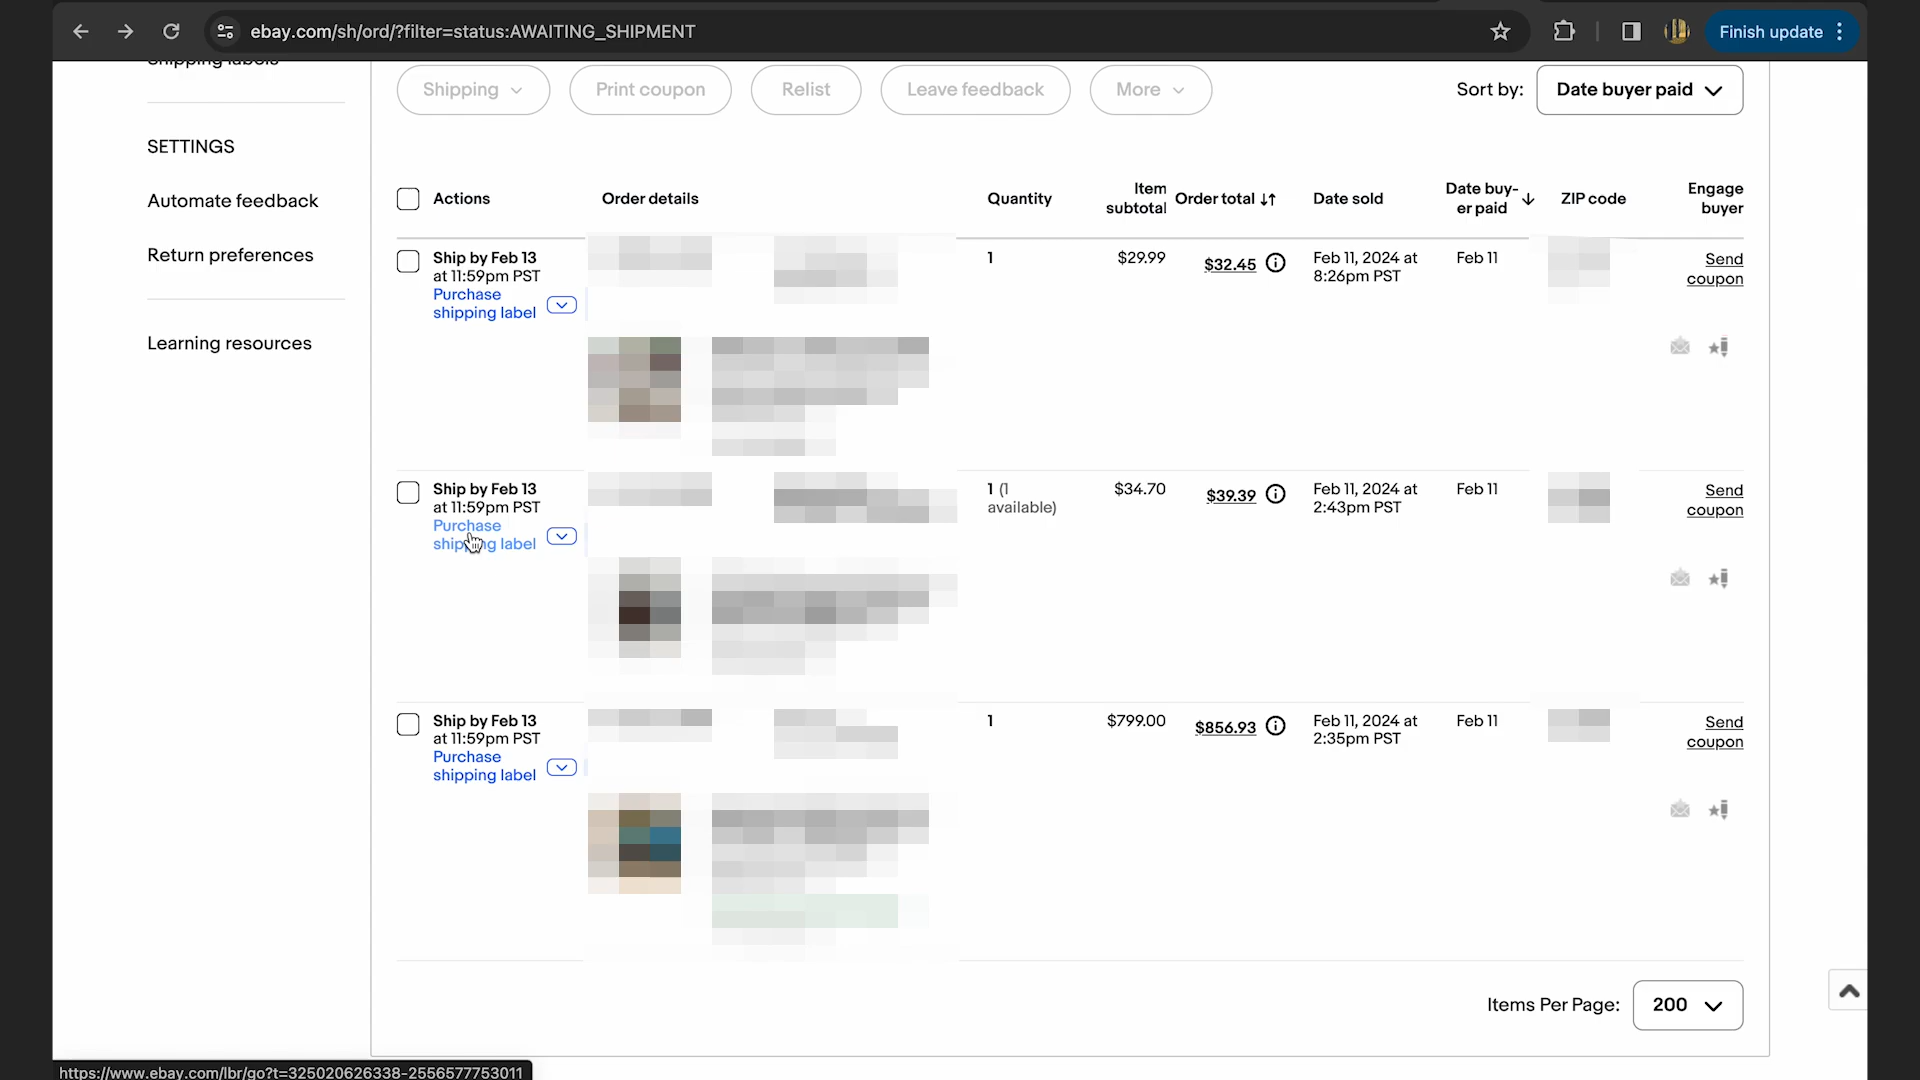 ebay.com/sh/ord/?filter=status:AWAITING_SHIPMENT
Finish update
Shipping labels
Shipping
Print coupon
Relist
Leave feedback
More
Sort by:
Date buyer paid
SETTINGS
Automate feedback
Return preferences
Learning resources
Actions
Order details
Quantity
Item
subtotal
Order total
Date sold
Date buy-
er paid
ZIP code
Engage
buyer
Ship by Feb 13
at 11:59pm PST
Purchase
shipping label
1
$29.99
$32.45
Feb 11, 2024 at
8:26pm PST
Feb 11
Send
coupon
Ship by Feb 13
at 11:59pm PST
Purchase
shipping label
1 (1
available)
$34.70
$39.39
Feb 11, 2024 at
2:43pm PST
Feb 11
Send
coupon
Ship by Feb 13
at 11:59pm PST
Purchase
shipping label
1
$799.00
$856.93
Feb 11, 2024 at
2:35pm PST
Feb 11
Send
coupon
Items Per Page:
200
https://www.ebay.com/lbr/go?t=325020626338-2556577753011